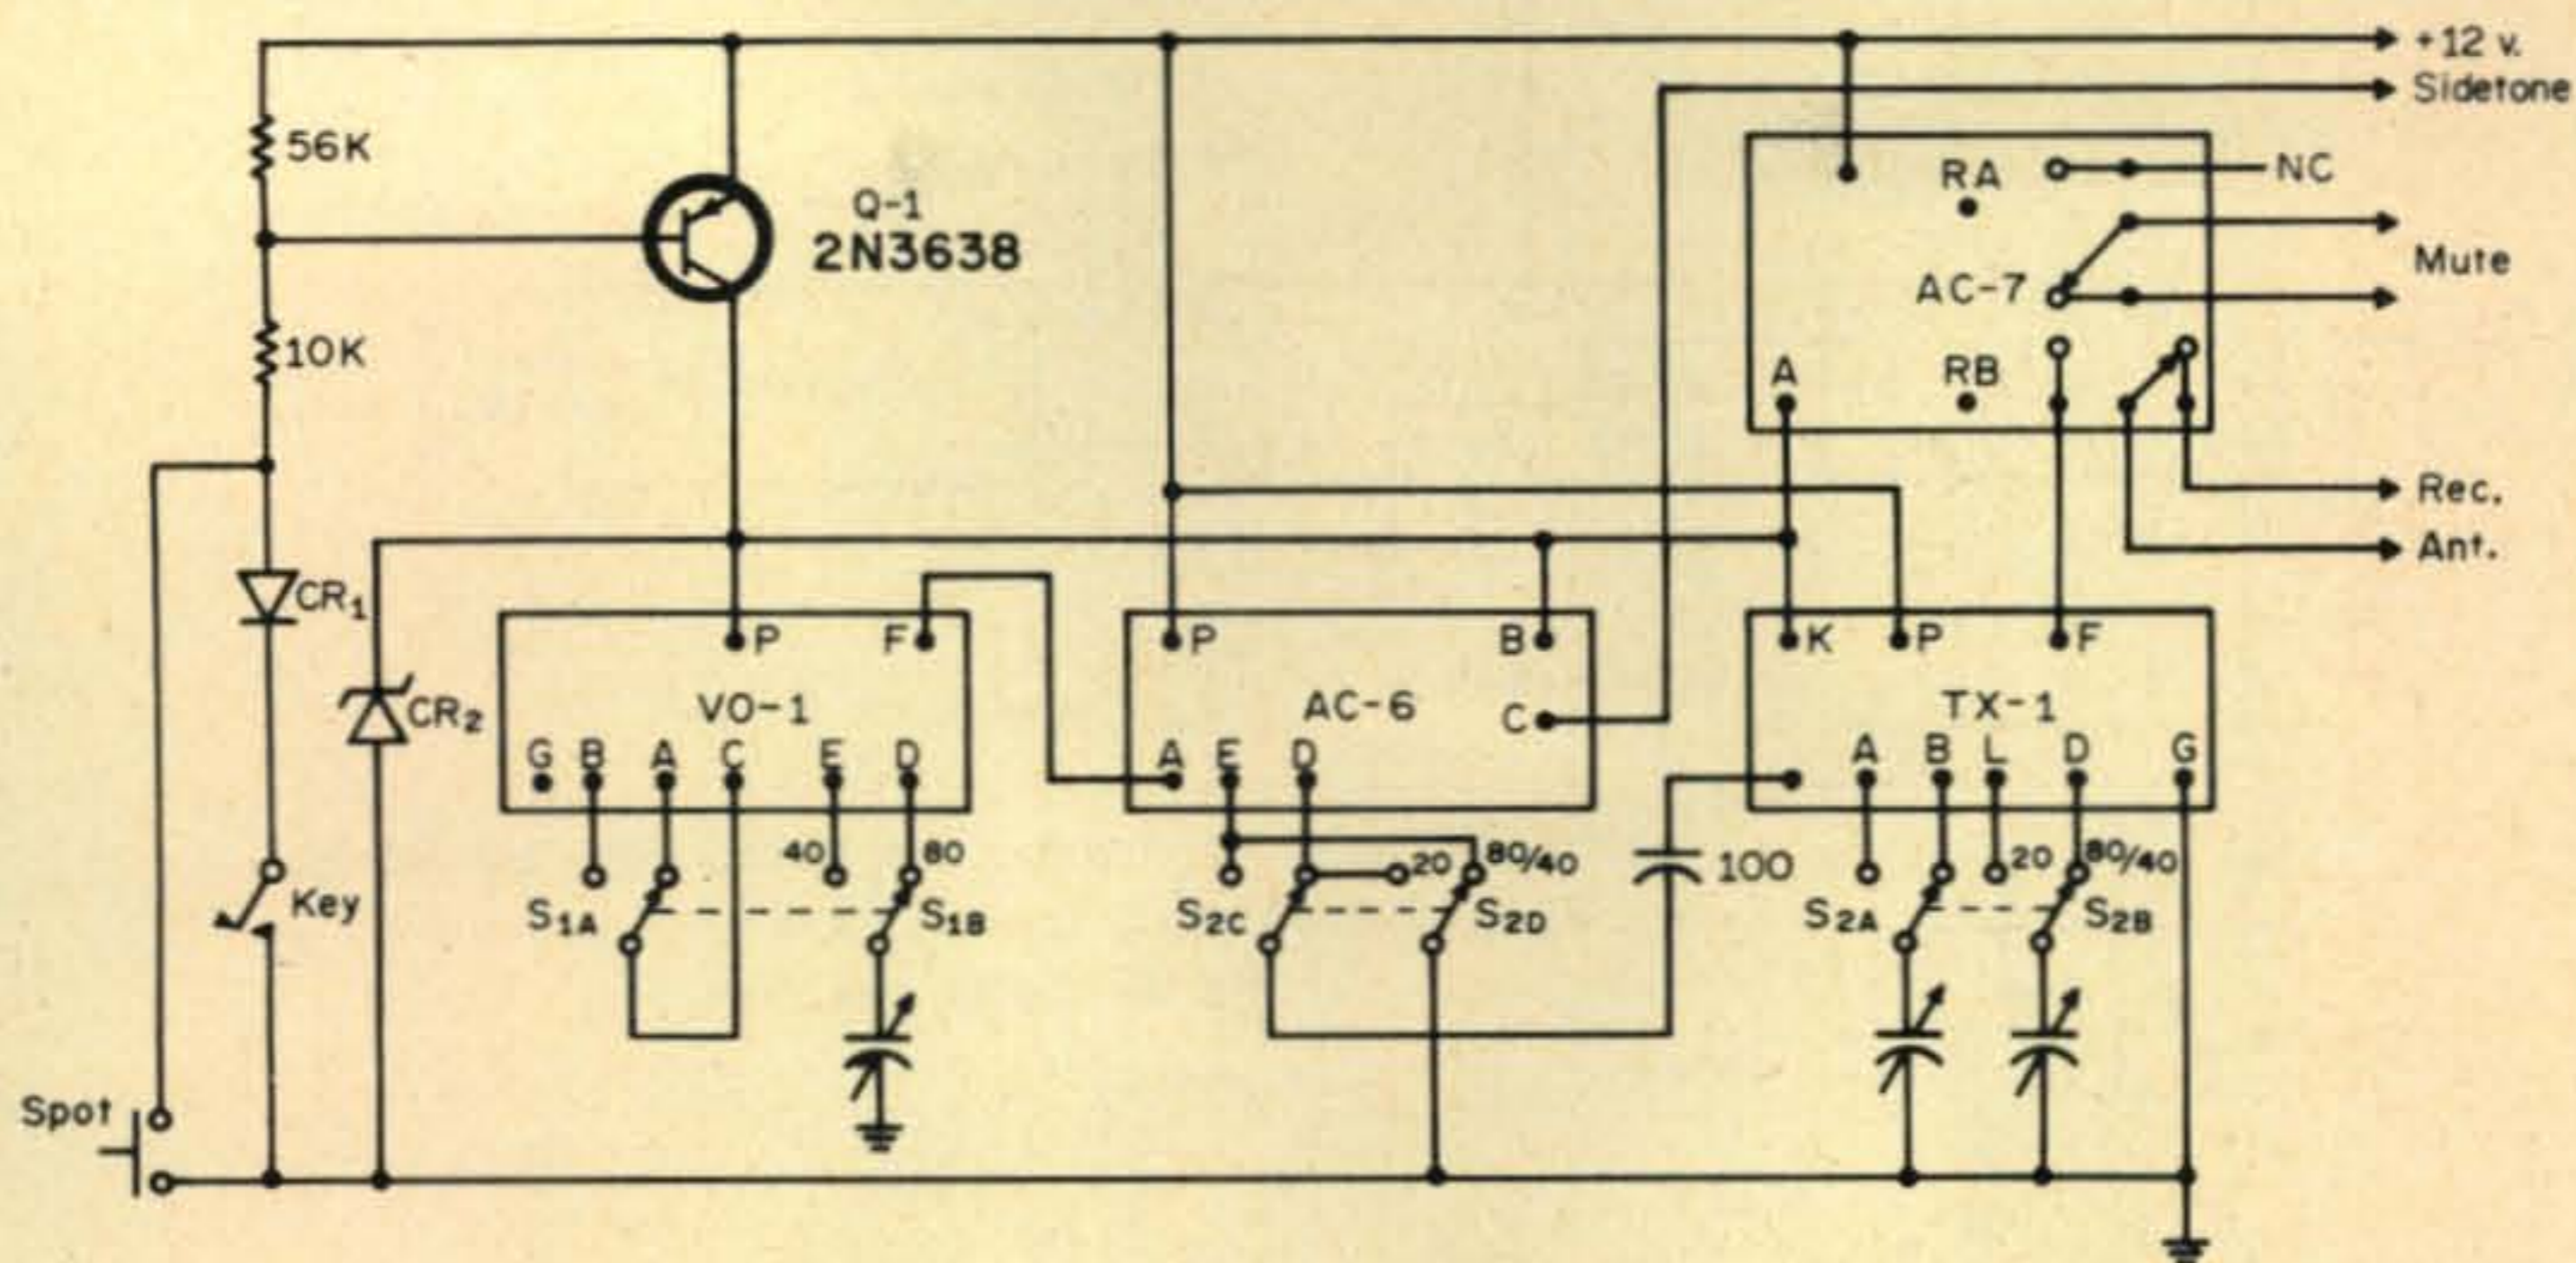 +12 v.
Sidetone
56K
RA
NC
Q-1
2N3638
Mute
AC-7
10K
A
RB
Rec.
Ant.
CR1
P
F
P
B
K
P
F
CR2
VO-1
AC-6
C
TX-1
G B A C E D
A E D
A B L D G
40
80
20
80/40
100
20
80/40
Key
S1A
S1B
S2C
S2D
S2A
S2B
Spot